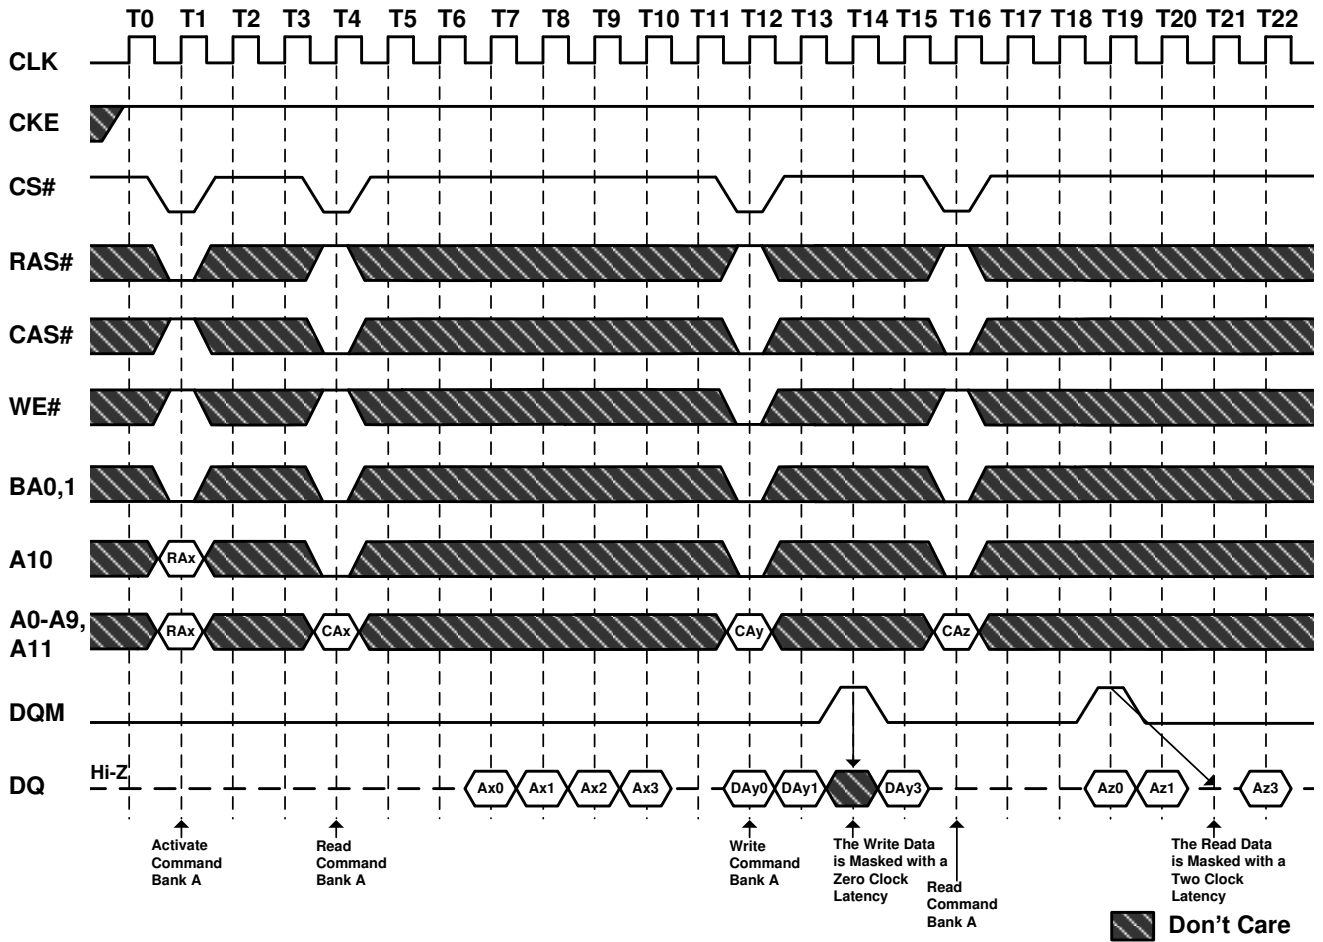 T0 T1 T2 T3 T4 T5 T6 T7 T8 T9 T10 T11 T12 T13 T14 T15 T16 T17 T18 T19 T20 T21 T22
CLK
CKE
CS#
RAS#
CAS#
WE#
BA0,1
A10 RAx
A0-A9,
A11
RAx CAx CAy CAz
DQM
Hi-Z
DQ Ax0 Ax1 Ax2 Ax3 DAy0 DAy1 DAy3 Az0 Az1 Az3
Activate
Command
Bank A
Read
Command
Bank A
Write
Command
Bank A
The Write Data
is Masked with a
Zero Clock
Latency
Read
Command
Bank A
The Read Data
is Masked with a
Two Clock
Latency
Don't Care